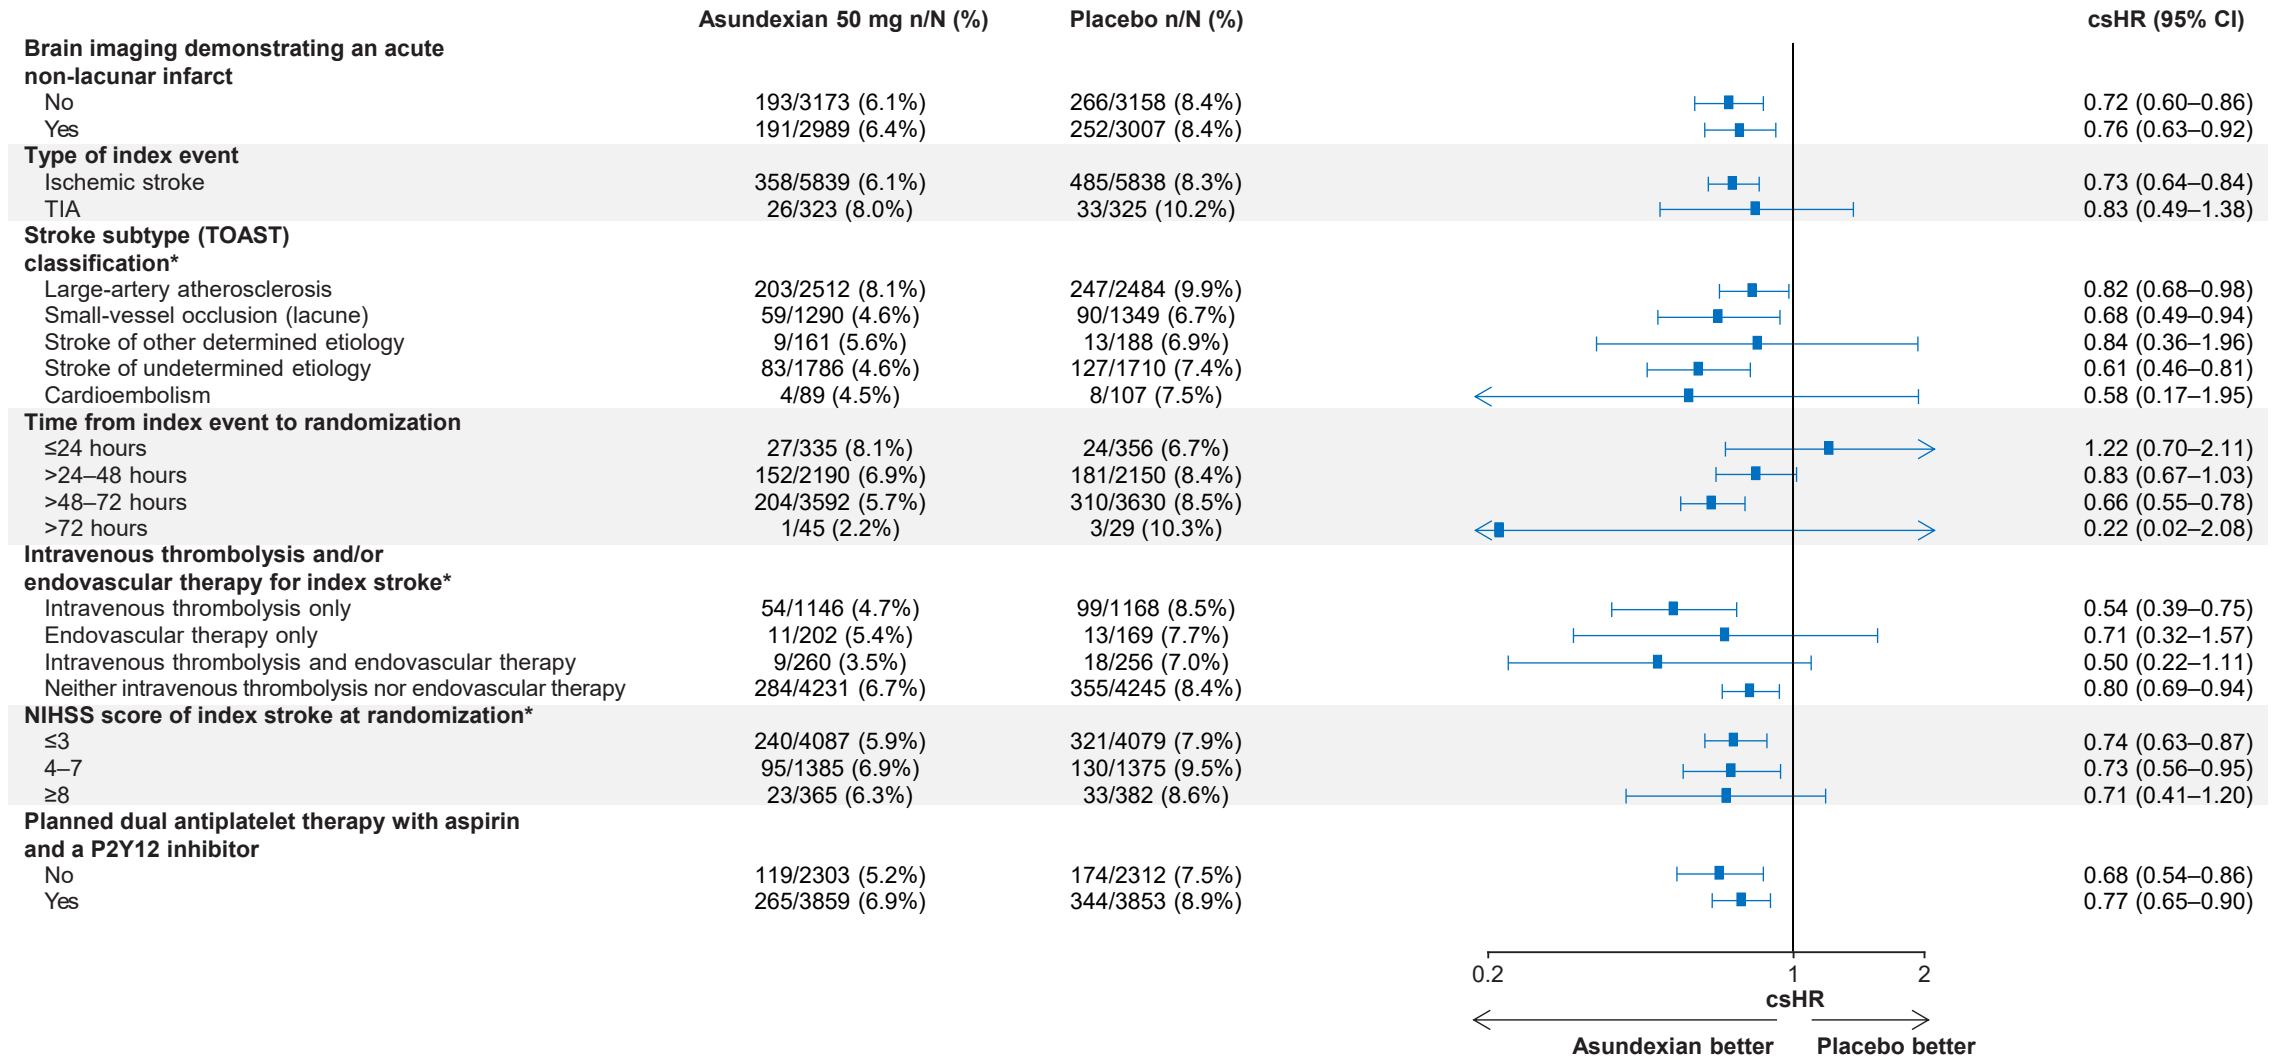 Asundexian 50 mg n/N (%) Placebo n/N (%) csHR (95% CI)
Brain imaging demonstrating an acute
non-lacunar infarct
No 193/3173 (6.1%) 266/3158 (8.4%) 0.72 (0.60–0.86)
Yes 191/2989 (6.4%) 252/3007 (8.4%) 0.76 (0.63–0.92)
Type of index event
Ischemic stroke 358/5839 (6.1%) 485/5838 (8.3%) 0.73 (0.64–0.84)
TIA 26/323 (8.0%) 33/325 (10.2%) 0.83 (0.49–1.38)
Stroke subtype (TOAST)
classification*
Large-artery atherosclerosis 203/2512 (8.1%) 247/2484 (9.9%) 0.82 (0.68–0.98)
Small-vessel occlusion (lacune) 59/1290 (4.6%) 90/1349 (6.7%) 0.68 (0.49–0.94)
Stroke of other determined etiology 9/161 (5.6%) 13/188 (6.9%) 0.84 (0.36–1.96)
Stroke of undetermined etiology 83/1786 (4.6%) 127/1710 (7.4%) 0.61 (0.46–0.81)
Cardioembolism 4/89 (4.5%) 8/107 (7.5%) 0.58 (0.17–1.95)
Time from index event to randomization
≤24 hours 27/335 (8.1%) 24/356 (6.7%) 1.22 (0.70–2.11)
>24–48 hours 152/2190 (6.9%) 181/2150 (8.4%) 0.83 (0.67–1.03)
>48–72 hours 204/3592 (5.7%) 310/3630 (8.5%) 0.66 (0.55–0.78)
>72 hours 1/45 (2.2%) 3/29 (10.3%) 0.22 (0.02–2.08)
Intravenous thrombolysis and/or
endovascular therapy for index stroke*
Intravenous thrombolysis only 54/1146 (4.7%) 99/1168 (8.5%) 0.54 (0.39–0.75)
Endovascular therapy only 11/202 (5.4%) 13/169 (7.7%) 0.71 (0.32–1.57)
Intravenous thrombolysis and endovascular therapy 9/260 (3.5%) 18/256 (7.0%) 0.50 (0.22–1.11)
Neither intravenous thrombolysis nor endovascular therapy 284/4231 (6.7%) 355/4245 (8.4%) 0.80 (0.69–0.94)
NIHSS score of index stroke at randomization*
≤3 240/4087 (5.9%) 321/4079 (7.9%) 0.74 (0.63–0.87)
4–7 95/1385 (6.9%) 130/1375 (9.5%) 0.73 (0.56–0.95)
≥8 23/365 (6.3%) 33/382 (8.6%) 0.71 (0.41–1.20)
Planned dual antiplatelet therapy with aspirin
and a P2Y12 inhibitor
No 119/2303 (5.2%) 174/2312 (7.5%) 0.68 (0.54–0.86)
Yes 265/3859 (6.9%) 344/3853 (8.9%) 0.77 (0.65–0.90)
0.2 1 2
csHR
Asundexian better Placebo better